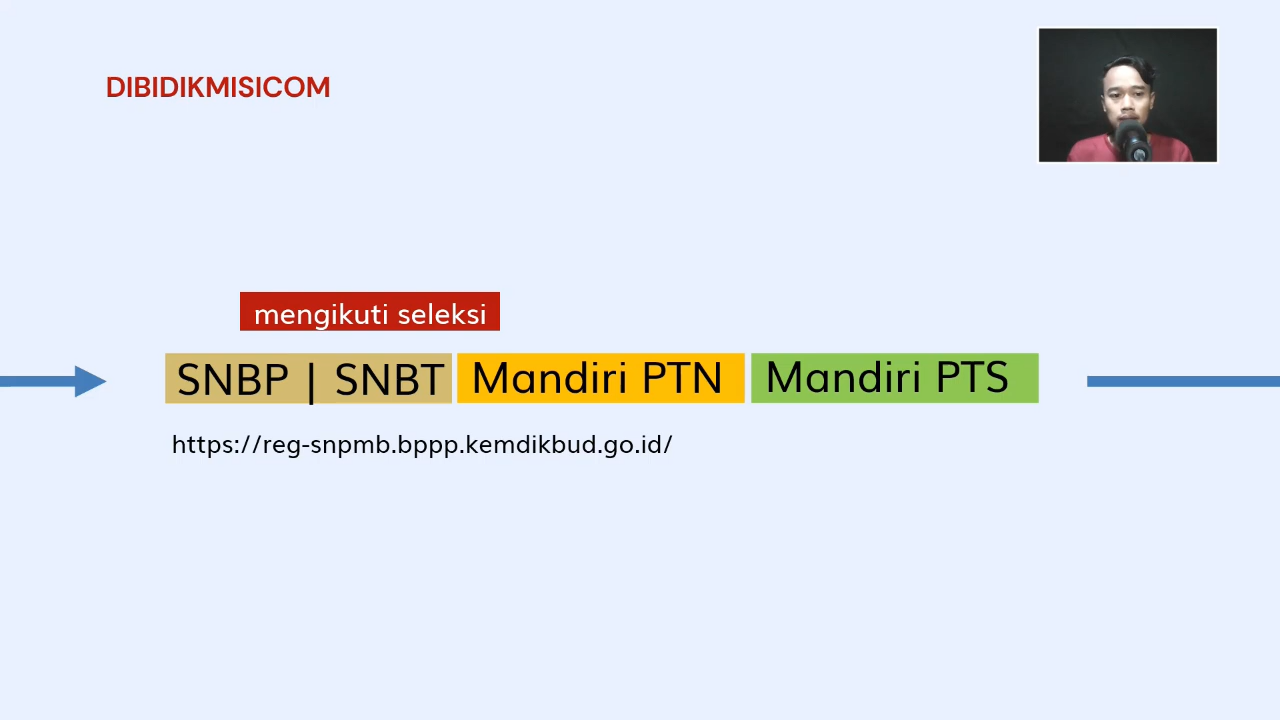 DIBIDIKMISICOM
mengikuti seleksi
SNBP | SNBT
Mandiri PTN
Mandiri PTS
https://reg-snpmb.bppp.kemdikbud.go.id/